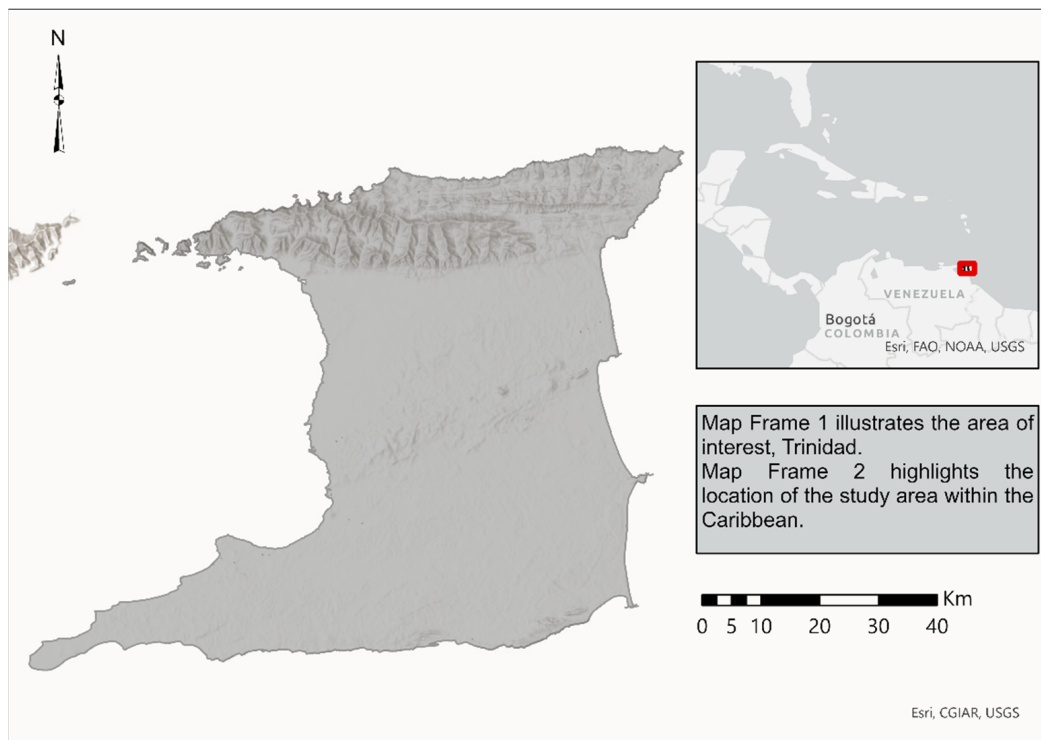 N
VENEZUELA
Bogotá
COLOMBIA
Esri, FAO, NOAA, USGS
Map Frame 1 illustrates the area of
interest, Trinidad.
Map Frame 2 highlights the
location of the study area within the
Caribbean.
Km
0 5 10 20 30 40
Esri, CGIAR, USGS